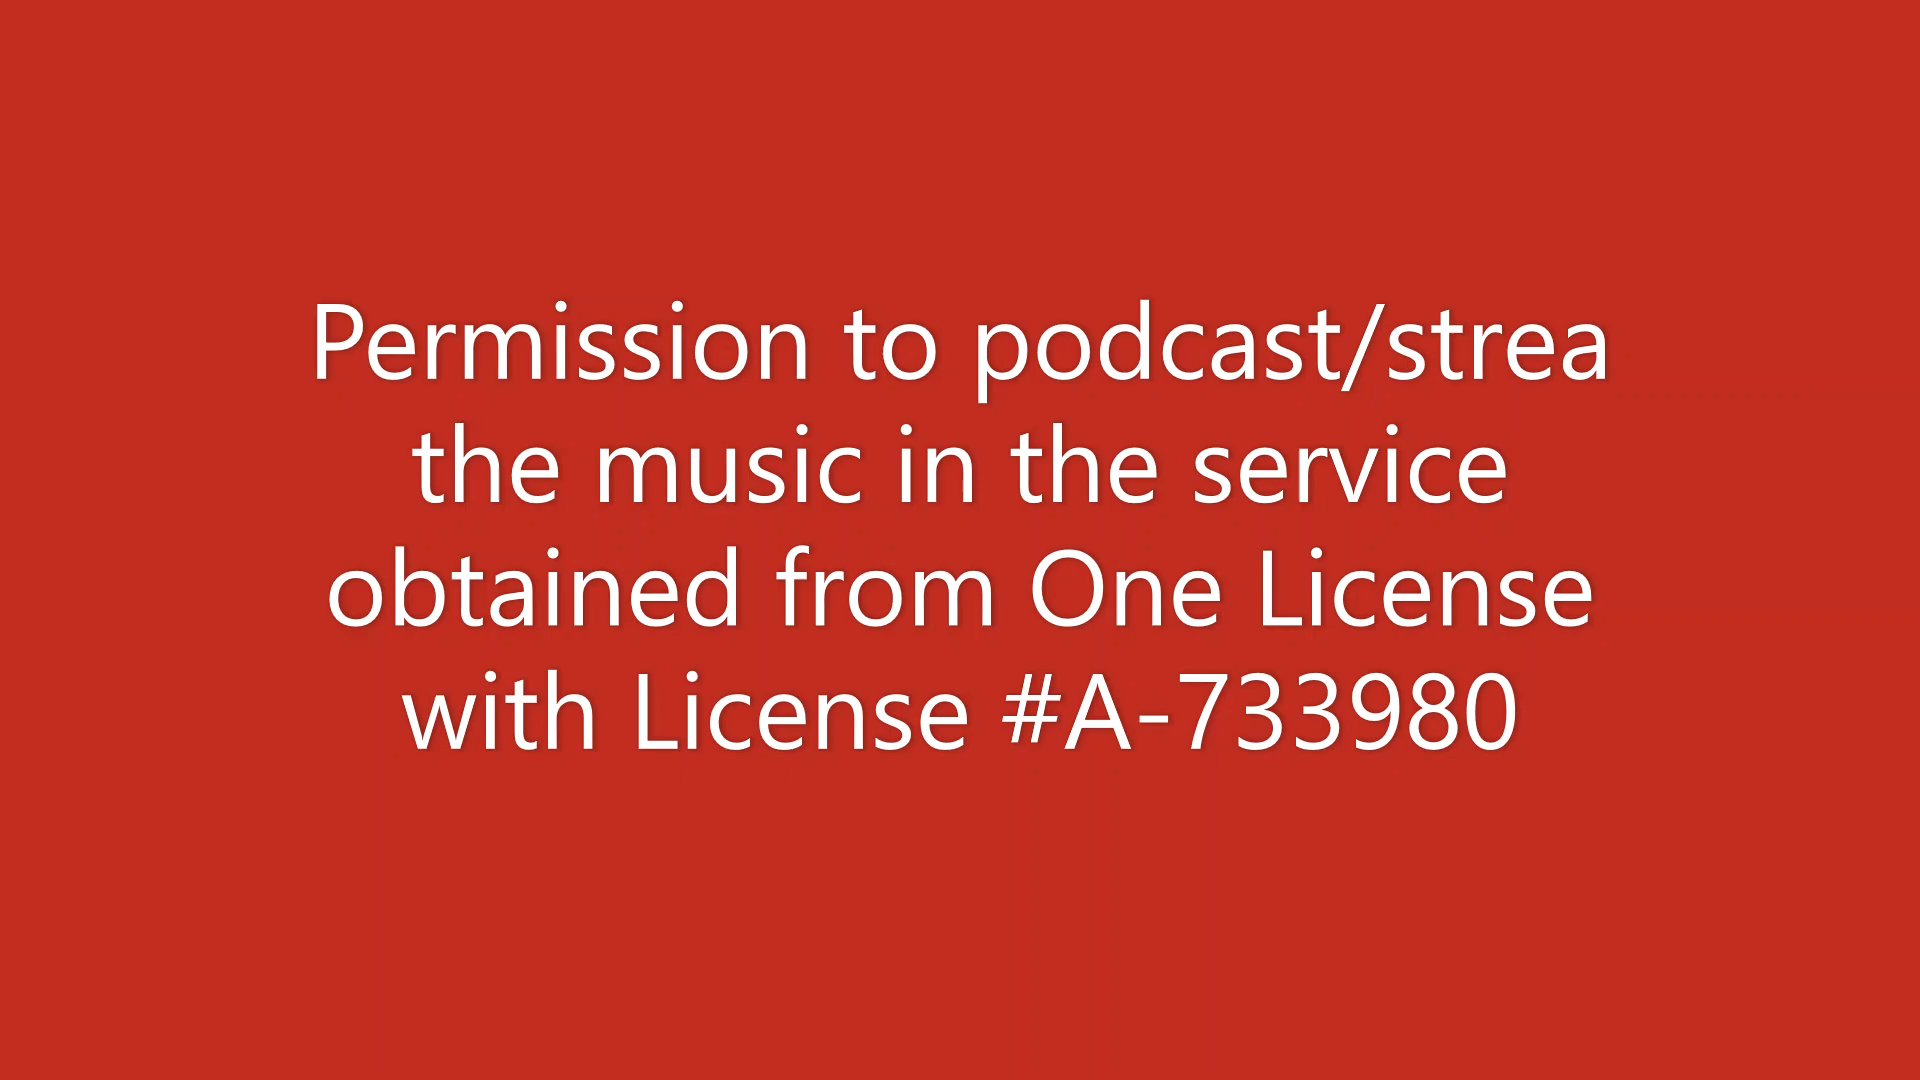 Permission to podcast/strea
the music in the service
obtained from One License
with License #A-733980